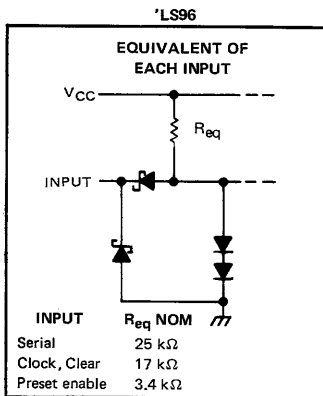 'LS96
EQUIVALENT OF
EACH INPUT
VCC
Req
INPUT
INPUT Req NOM
Serial 25 kΩ
Clock, Clear 17 kΩ
Preset enable 3.4 kΩ